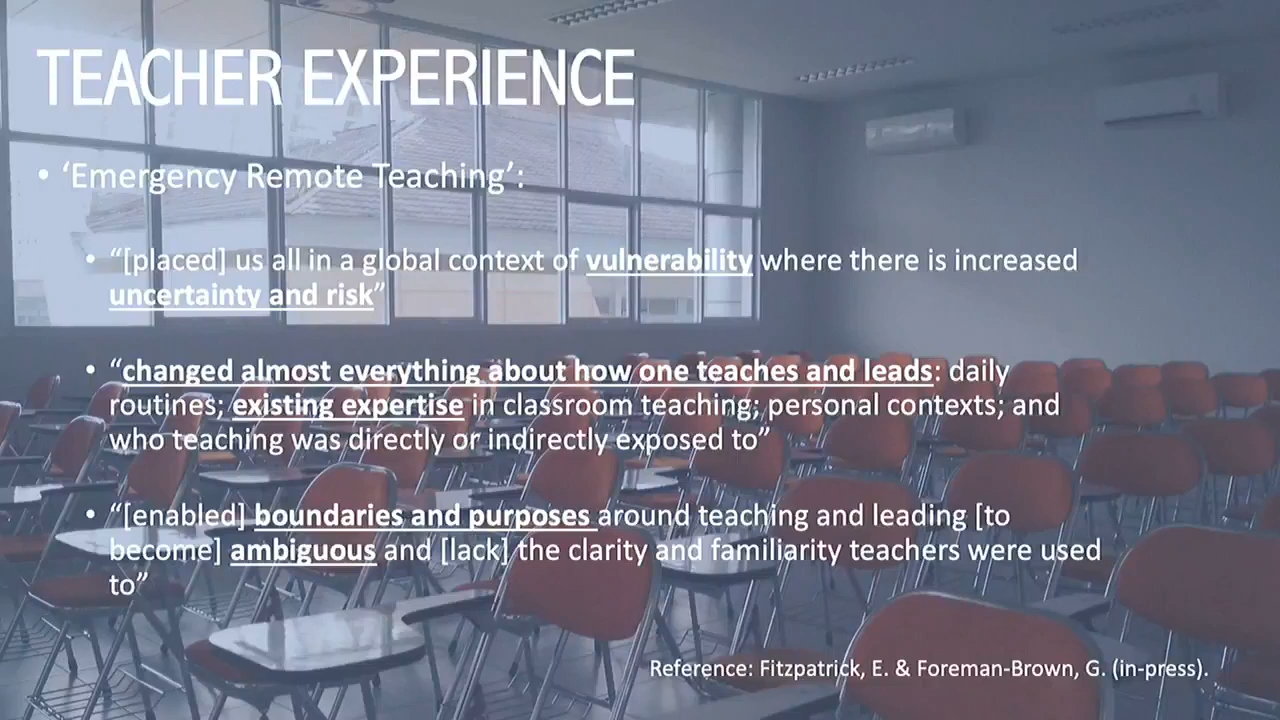 TEACHER EXPERIENCE
• ‘Emergency Remote Teaching’:
• “[placed] us all in a global context of vulnerability where there is increased
uncertainty and risk”
• “changed almost everything about how one teaches and leads: daily
routines; existing expertise in classroom teaching; personal contexts; and
who teaching was directly or indirectly exposed to”
• “[enabled] boundaries and purposes around teaching and leading [to
become] ambiguous and [lack] the clarity and familiarity teachers were used
to”
Reference: Fitzpatrick, E. & Foreman-Brown, G. (in-press).